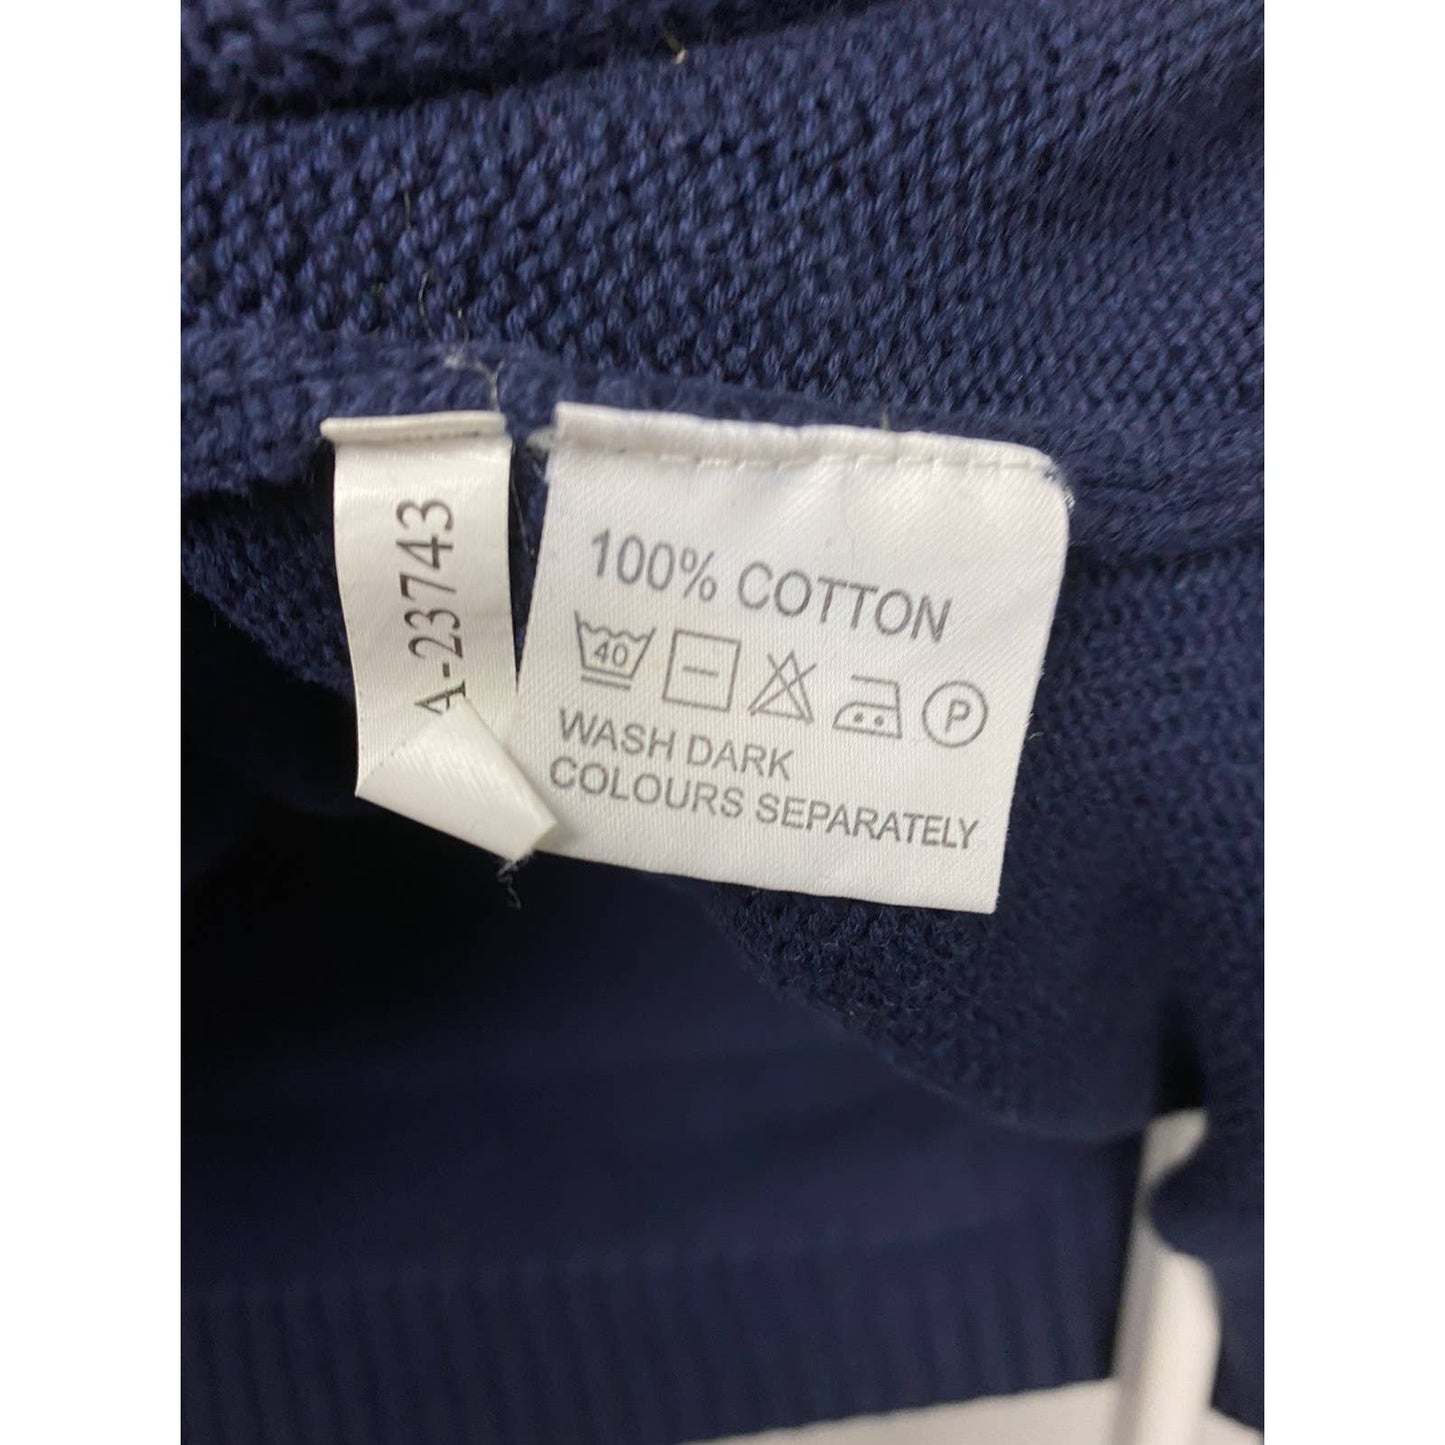 A-23743
100% COTTON
40
P
WASH DARK
COLOURS SEPARATELY